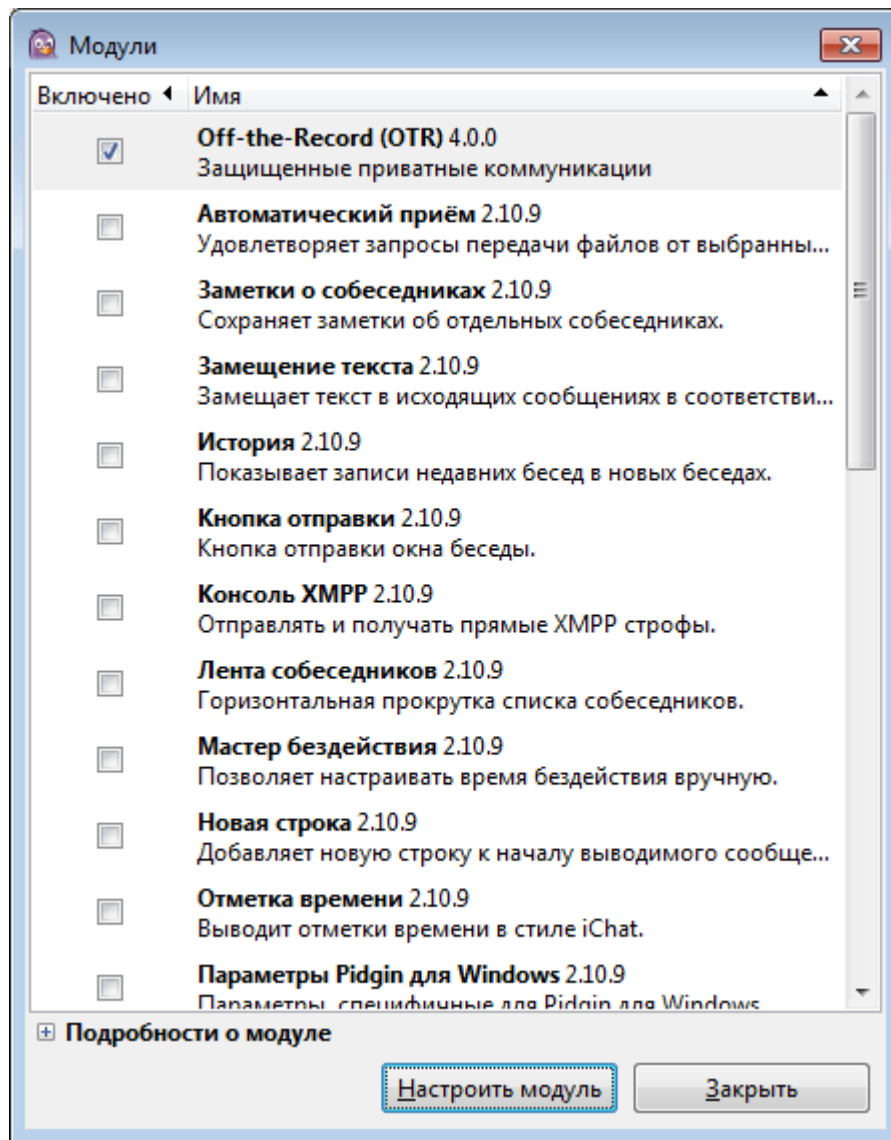 Модули
Включено Имя
Off-the-Record (OTR) 4.0.0
Защищенные приватные коммуникации
Автоматический приём 2.10.9
Удовлетворяет запросы передачи файлов от выбранны...
Заметки о собеседниках 2.10.9
Сохраняет заметки об отдельных собеседниках.
Замещение текста 2.10.9
Замещает текст в исходящих сообщениях в соответстви...
История 2.10.9
Показывает записи недавних бесед в новых беседах.
Кнопка отправки 2.10.9
Кнопка отправки окна беседы.
Консоль XMPP 2.10.9
Отправлять и получать прямые XMPP строфы.
Лента собеседников 2.10.9
Горизонтальная прокрутка списка собеседников.
Мастер бездействия 2.10.9
Позволяет настраивать время бездействия вручную.
Новая строка 2.10.9
Добавляет новую строку к началу выводимого сообще...
Отметка времени 2.10.9
Выводит отметки времени в стиле iChat.
Параметры Pidgin для Windows 2.10.9
Параметры, специфичные для Pidgin для Windows
Подробности о модуле
Настроить модуль Закрыть